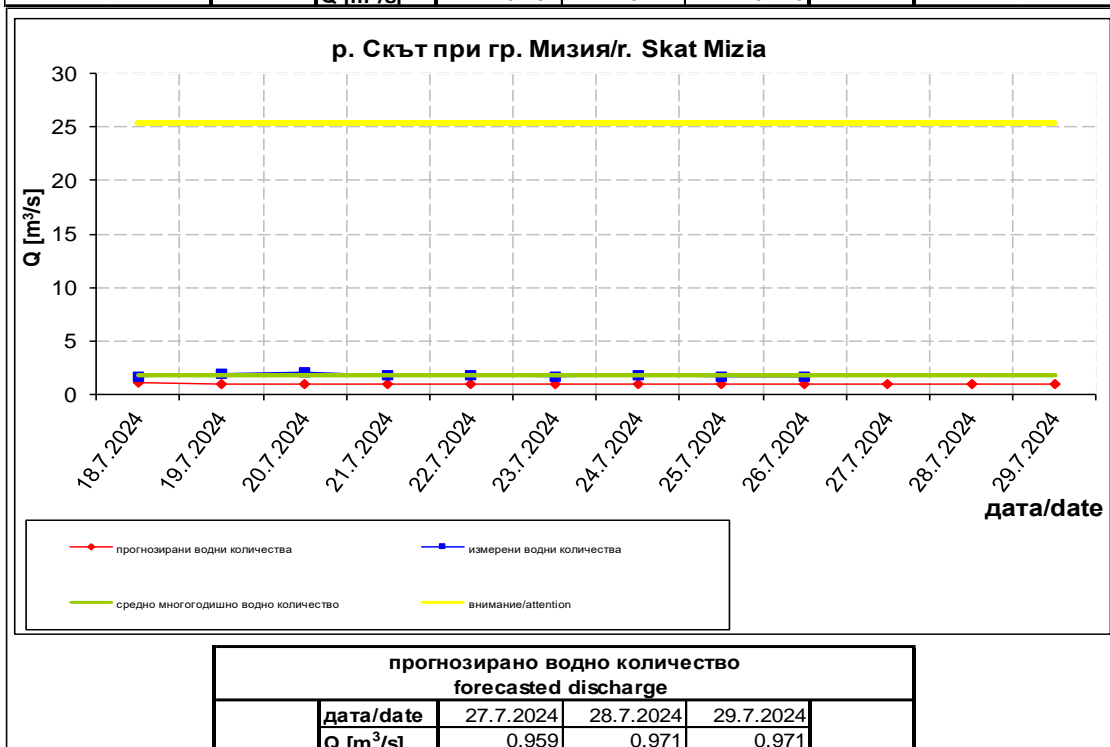 р. Скът при гр. Мизия/r. Skat Mizia
Q [m³/s]
30
25
20
15
10
5
0
18.7.2024 19.7.2024 20.7.2024 21.7.2024 22.7.2024 23.7.2024 24.7.2024 25.7.2024 26.7.2024 27.7.2024 28.7.2024 29.7.2024
дата/date
прогнозирани водни количества измерени водни количества
средно многогодишно водно количество внимание/attention
прогнозирано водно количество
forecasted discharge
дата/date 27.7.2024 28.7.2024 29.7.2024
Q [m³/s] 0.959 0.971 0.971